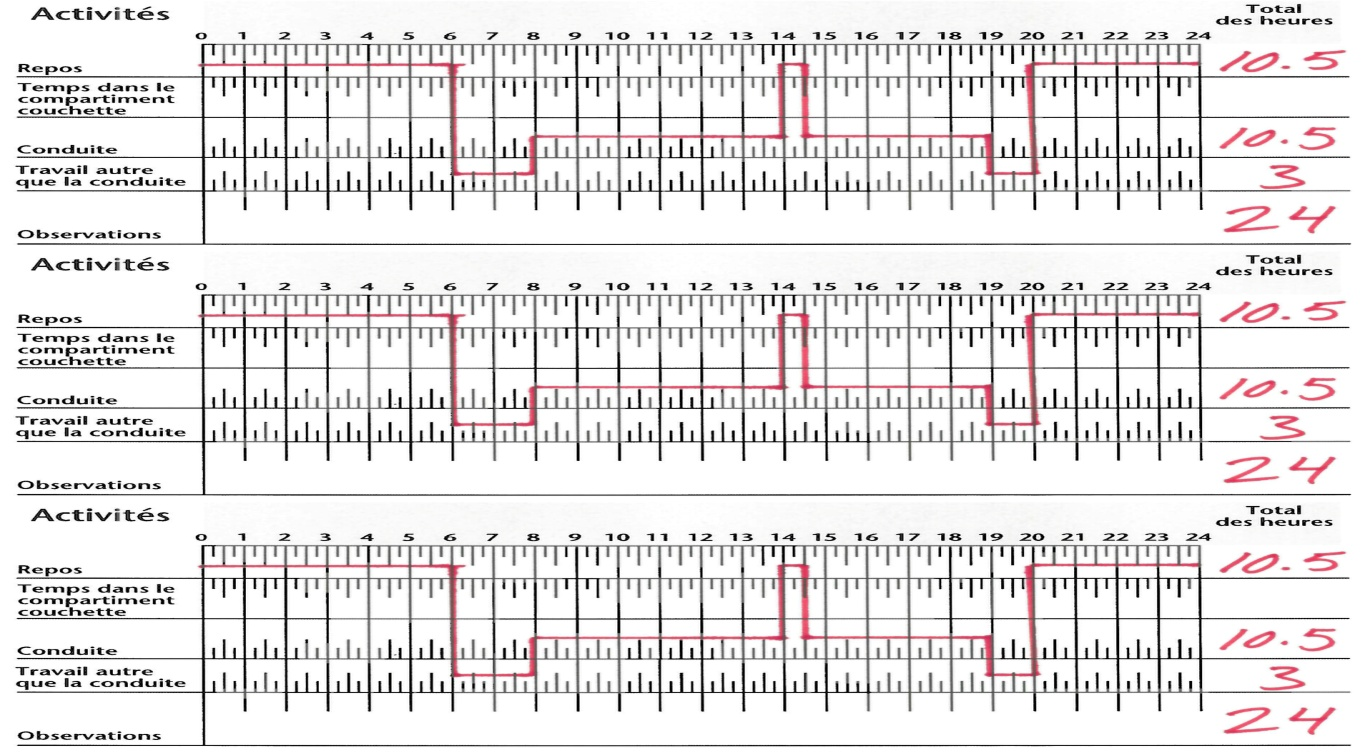 Activités
Total
des heures
0 1 2 3 4 5 6 7 8 9 10 11 12 13 14 15 16 17 18 19 20 21 22 23 24
Repos
10.5
Temps dans le
compartiment
couchette
Conduite
10.5
Travail autre
que la conduite
3
24
Observations
Activités
Total
des heures
0 1 2 3 4 5 6 7 8 9 10 11 12 13 14 15 16 17 18 19 20 21 22 23 24
Repos
10.5
Temps dans le
compartiment
couchette
Conduite
10.5
Travail autre
que la conduite
3
24
Observations
Activités
Total
des heures
0 1 2 3 4 5 6 7 8 9 10 11 12 13 14 15 16 17 18 19 20 21 22 23 24
Repos
10.5
Temps dans le
compartiment
couchette
Conduite
10.5
Travail autre
que la conduite
3
24
Observations